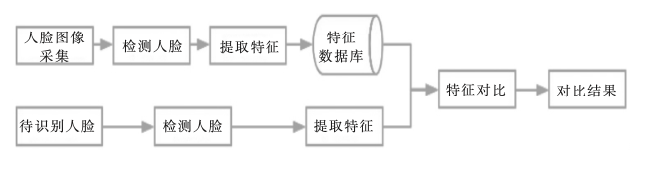 人脸图像
采集
检测人脸
提取特征
特征
数据库
特征对比
对比结果
待识别人脸
检测人脸
提取特征